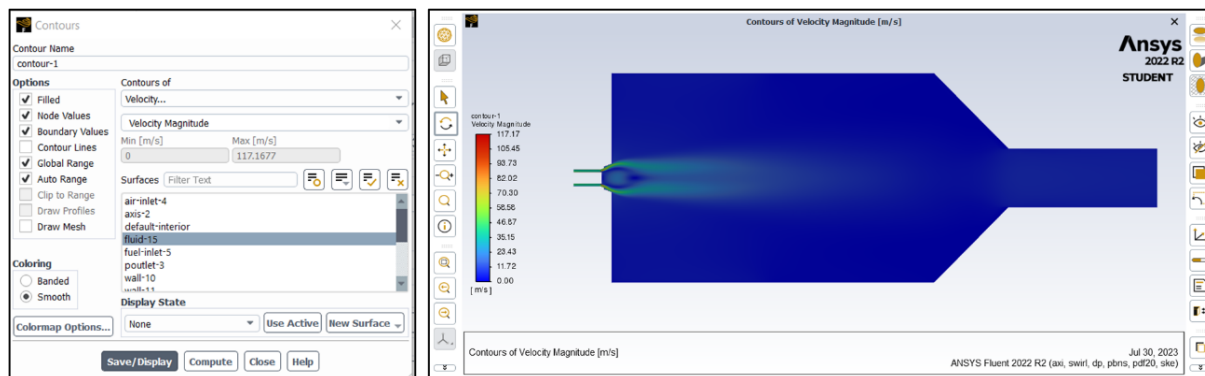 Contours
Contour Name
contour-1
Options
Filled
Node Values
Boundary Values
Contour Lines
Global Range
Auto Range
Clip to Range
Draw Profiles
Draw Mesh
Coloring
Banded
Smooth
Colormap Options...
Contours of
Velocity...
Velocity Magnitude
Min [m/s]
Max [m/s]
0
117.1677
Surfaces
Filter Text
air-inlet-4
axis-2
default-interior
fluid-15
fuel-inlet-5
poutlet-3
wall-10
wall-11
Display State
None
Use Active
New Surface
Save/Display
Compute
Close
Help
Contours of Velocity Magnitude [m/s]
Ansys
2022 R2
STUDENT
contour-1
Velocity Magnitude
117.17
105.45
93.73
82.02
70.30
58.58
46.87
35.15
23.43
11.72
0.00
[ m/s ]
Contours of Velocity Magnitude [m/s]
Jul 30, 2023
ANSYS Fluent 2022 R2 (axi, swirl, dp, pbns, pdf20, ske)